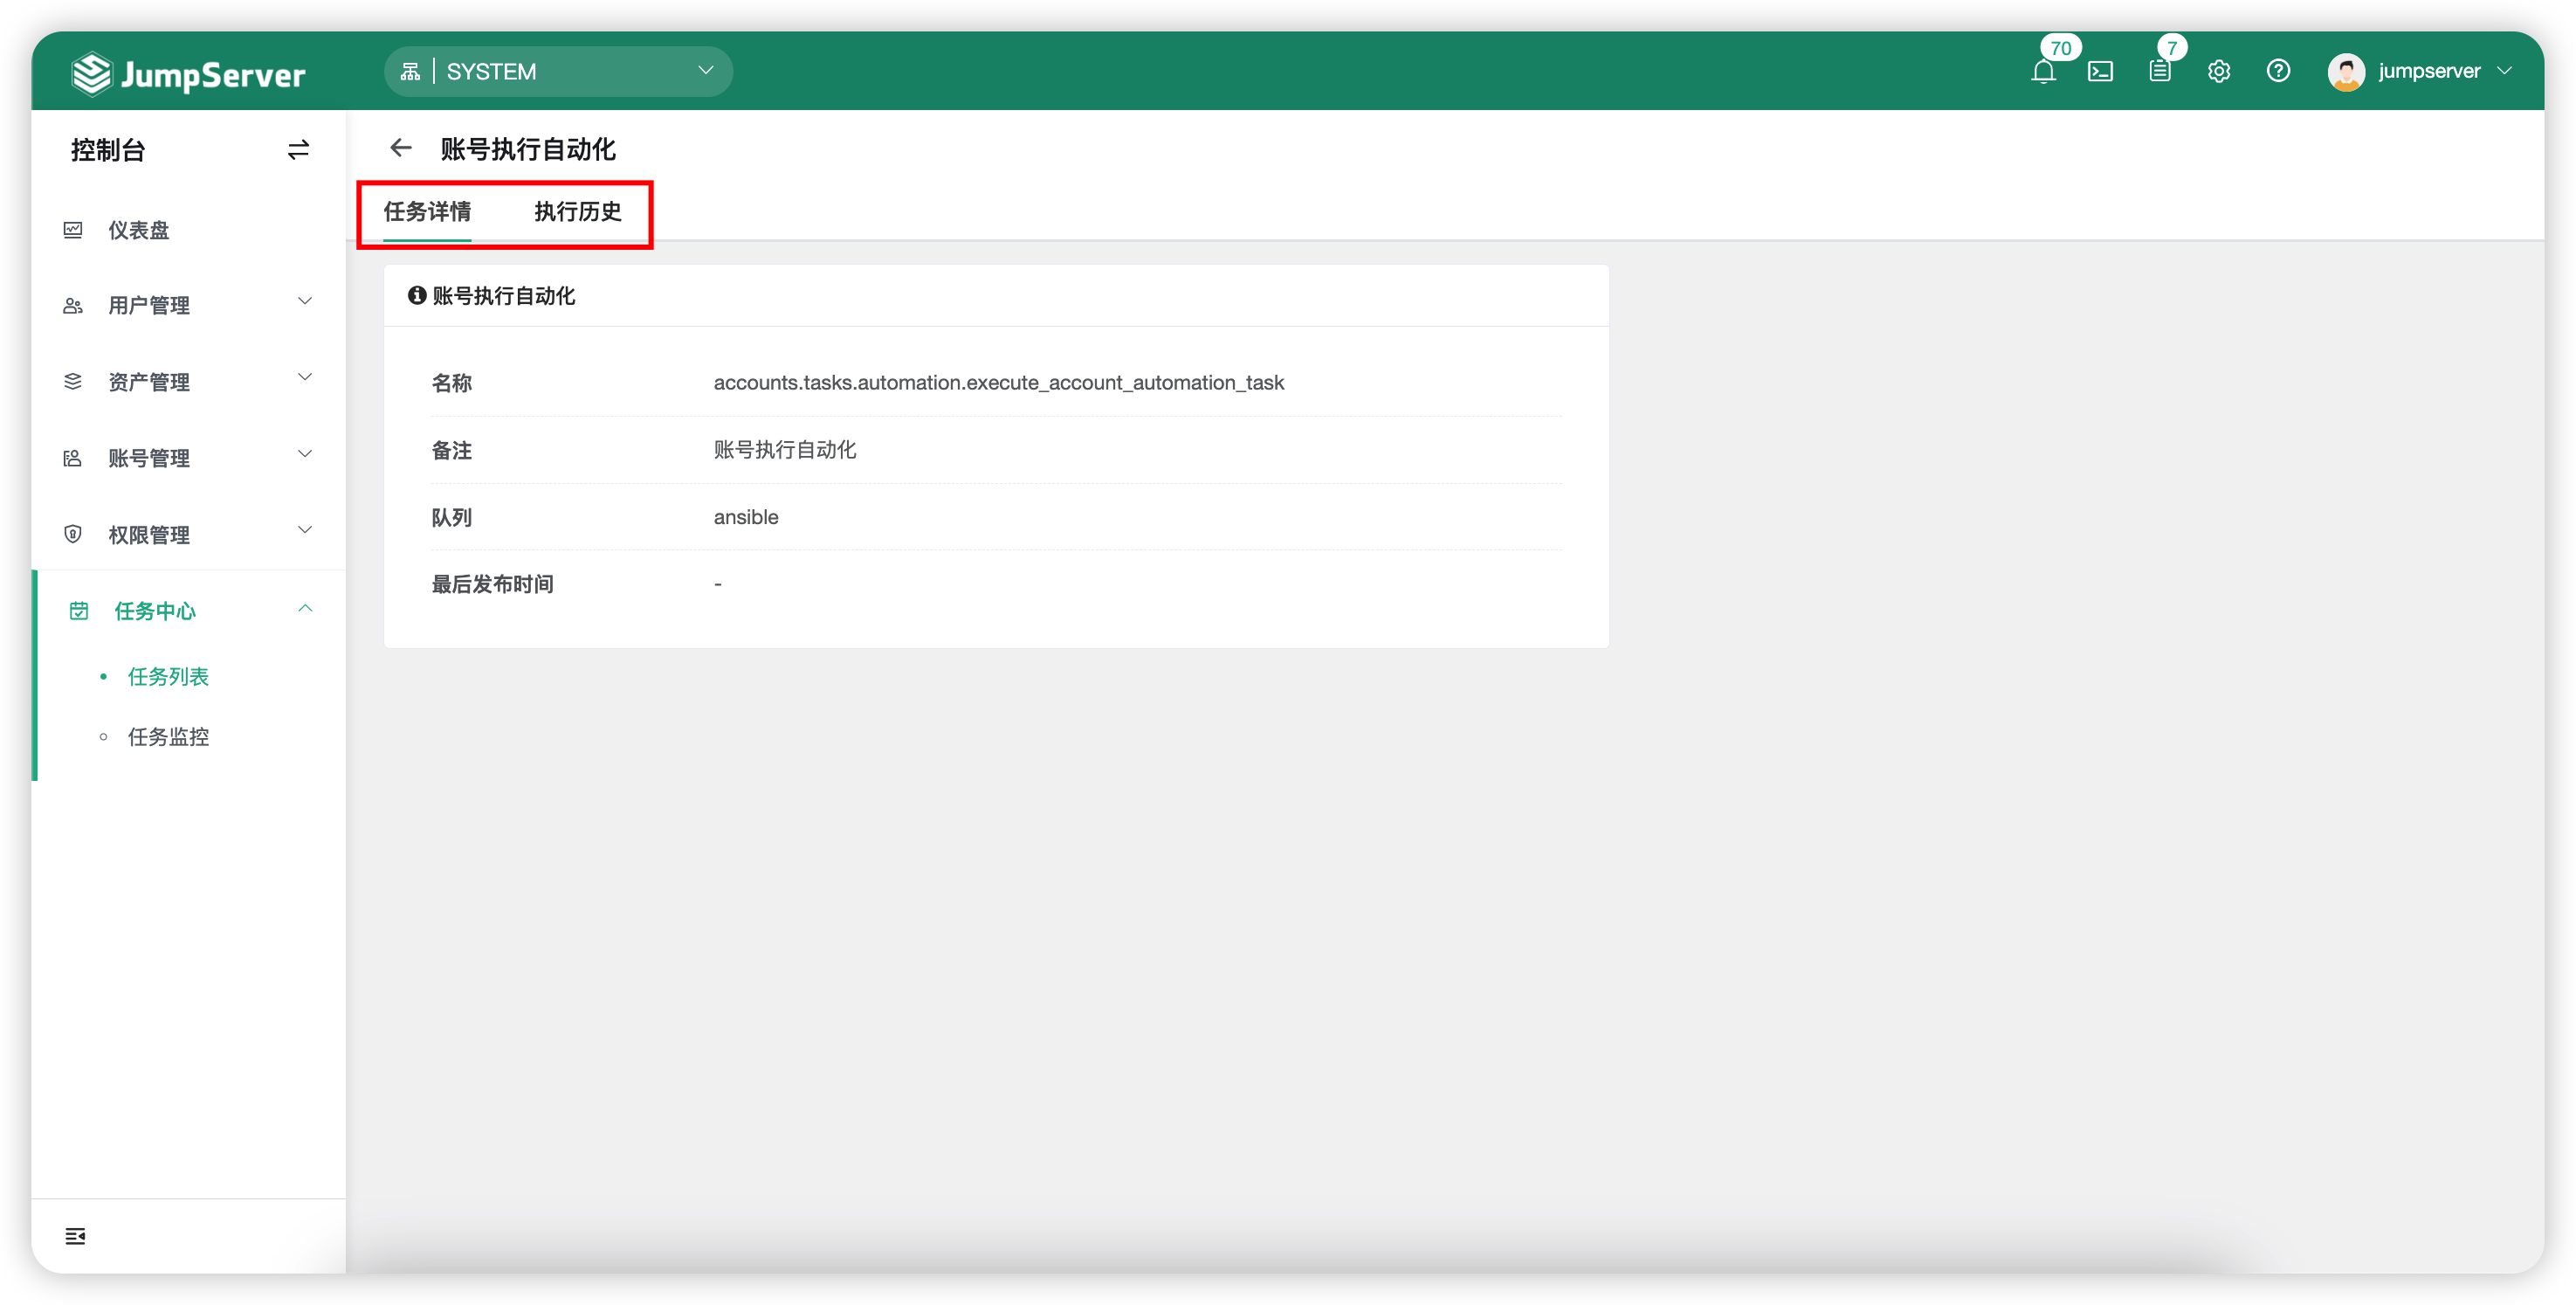 JumpServer
SYSTEM
70
7
jumpserver
控制台
账号执行自动化
任务详情
执行历史
仪表盘
用户管理
资产管理
账号管理
权限管理
任务中心
任务列表
任务监控
账号执行自动化
名称 accounts.tasks.automation.execute_account_automation_task
备注 账号执行自动化
队列 ansible
最后发布时间 -